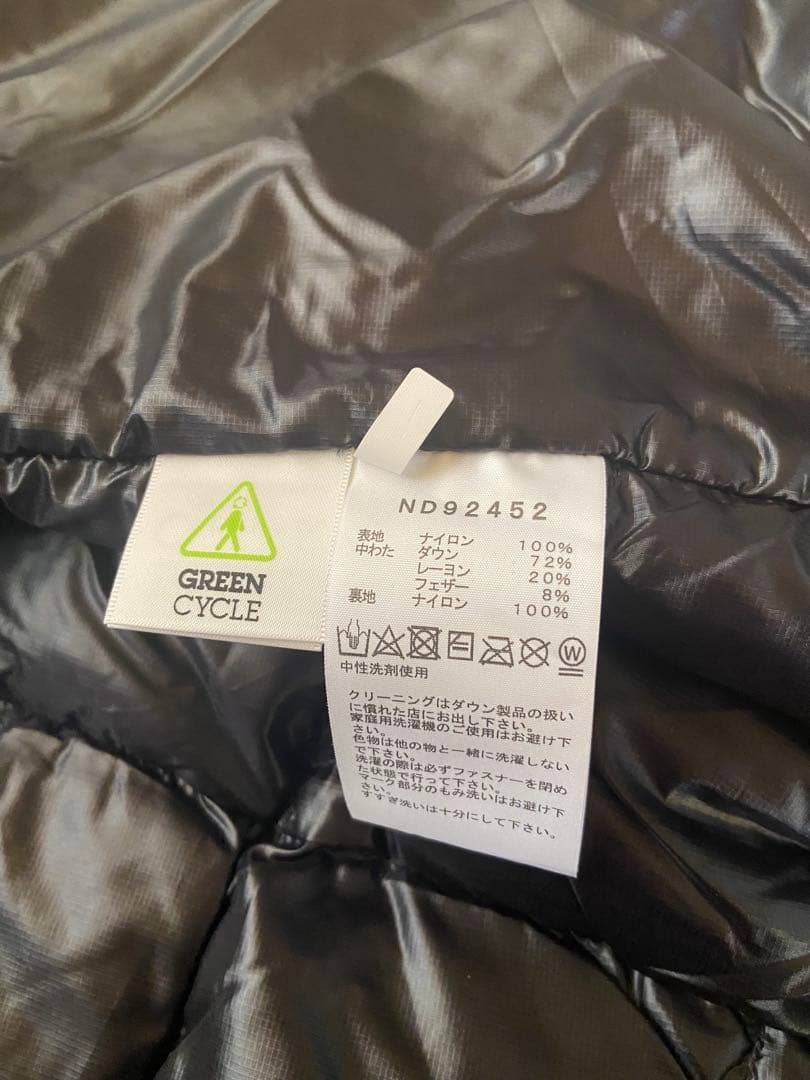 GREEN
CYCLE
ND92452
表地 ナイロン 100%
中わた ダウン 72%
レーヨン 20%
フェザー 8%
裏地 ナイロン 100%
W
中性洗剤使用
クリーニングはダウン製品の扱い
に慣れた店にお出し下さい。
家庭用洗濯機のご使用はお避け下
さい。
色物は他の物と一緒に洗濯しない
で下さい。
洗濯の際は必ずファスナーを閉め
た状態で行って下さい。
マーク部分のもみ洗いはお避け下
さい。
すすぎ洗いは十分にして下さい。